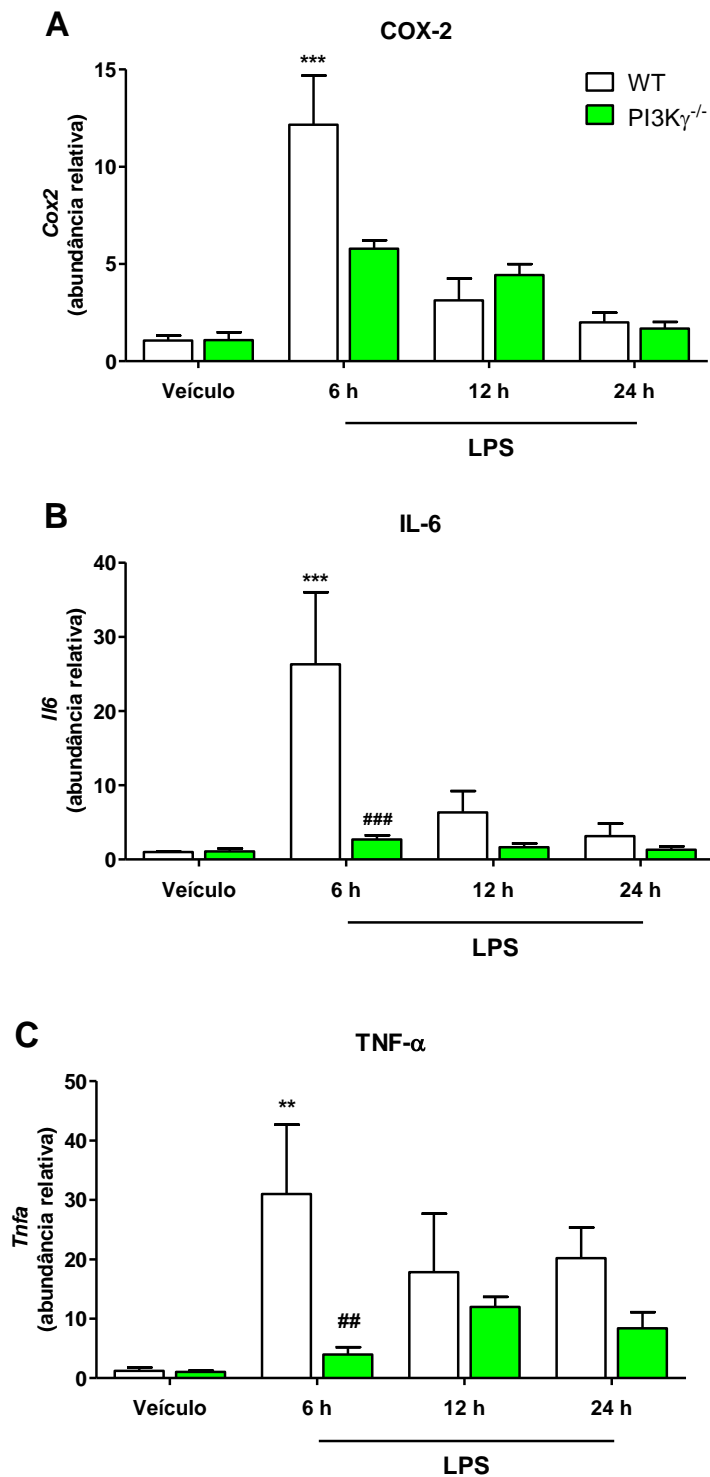 A
COX-2
***
WT
PI3Kγ-/-
Cox2
(abundância relativa)
15
10
5
0
Veículo
6 h
12 h
24 h
LPS
B
IL-6
***
###
Il6
(abundância relativa)
40
30
20
10
0
Veículo
6 h
12 h
24 h
LPS
C
TNF-α
**
##
Tnfa
(abundância relativa)
50
40
30
20
10
0
Veículo
6 h
12 h
24 h
LPS